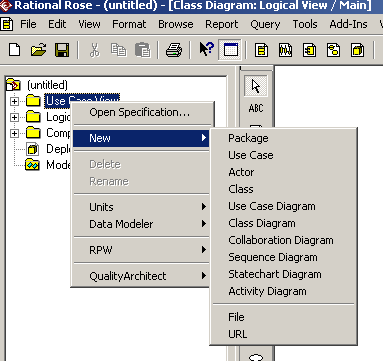 Rational Rose - (untitled) - [Class Diagram: Logical View / Main]
File Edit View Format Browse Report Query Tools Add-Ins
(untitled)
Use Case View
Logic
Comp
Deplo
Mode
ABC
Open Specification...
New
Delete
Rename
Units
Data Modeler
RPW
QualityArchitect
Package
Use Case
Actor
Class
Use Case Diagram
Class Diagram
Collaboration Diagram
Sequence Diagram
Statechart Diagram
Activity Diagram
File
URL